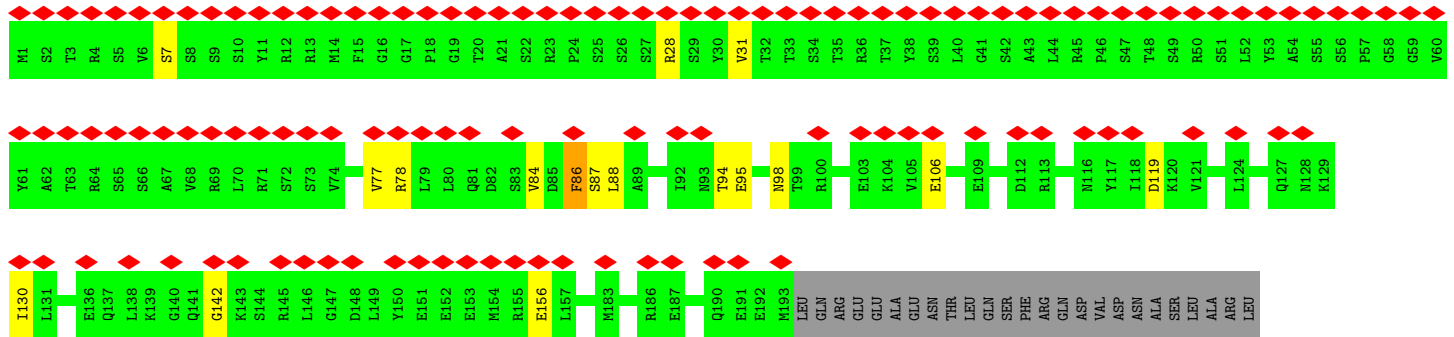 M1 S2 T3 R4 S5 V6 S7 S8 S9 S10 Y11 R12 R13 M14 F15 G16 G17 P18 G19 T20 A21 S22 R23 P24 S25 S26 S27 R28 S29 Y30 V31 T32 T33 S34 T35 R36 T37 Y38 S39 L40 G41 S42 A43 L44 R45 P46 S47 T48 S49 R50 S51 L52 Y53 A54 S55 S56 P57 G58 G59 V60
Y61 A62 T63 R64 S65 S66 A67 V68 R69 L70 R71 S72 S73 V74 V77 R78 L79 L80 Q81 D82 S83 V84 D85 F86 S87 L88 A89 I92 N93 T94 E95 N98 T99 R100 E103 K104 V105 E106 E109 D112 R113 N116 Y117 I118 D119 K120 V121 L124 Q127 N128 K129
I130 L131 E136 Q137 L138 K139 G140 Q141 G142 K143 S144 R145 L146 G147 D148 L149 Y150 E151 E152 E153 M154 R155 E156 L157 M183 R186 E187 Q190 E191 E192 M193 LEU GLN ARG GLU GLU ALA GLU ASN THR LEU GLN SER PHE ARG GLN ASP VAL ASP ASN ALA SER LEU ALA ARG LEU